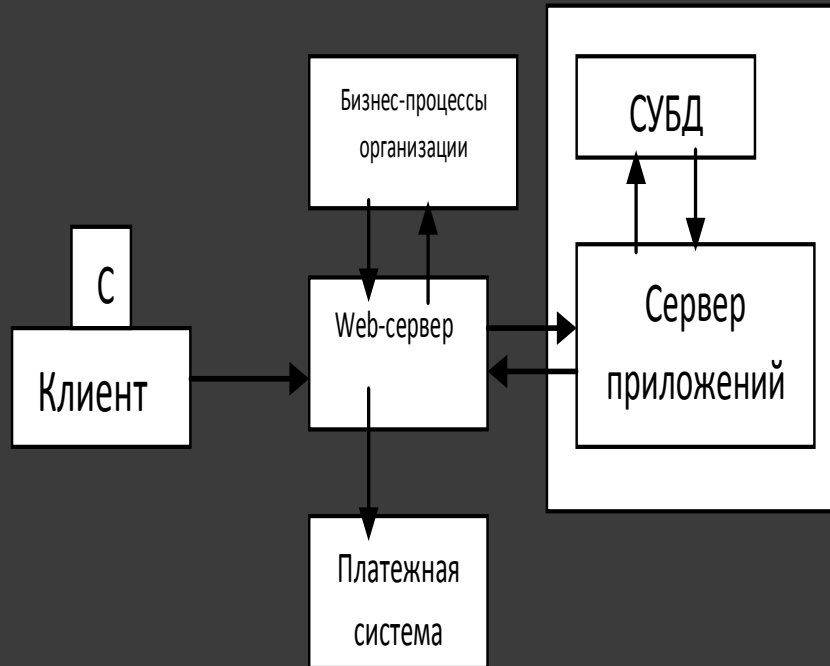 Бизнес-процессы
организации
СУБД
С
Клиент
Web-сервер
Сервер
приложений
Платежная
система